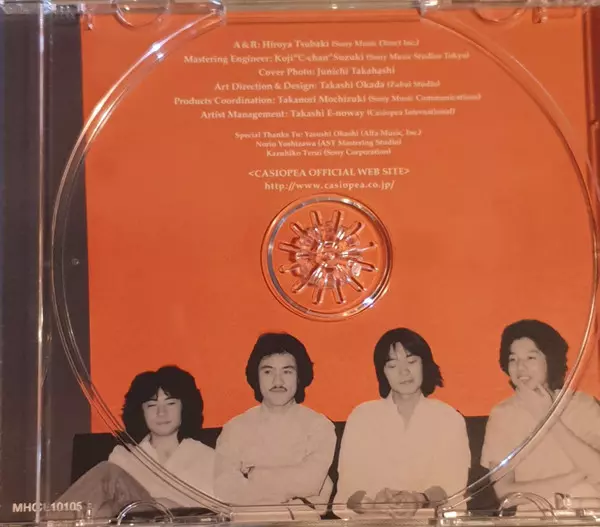 A&R: Hiroya Tsubaki (Sony Music Direct Inc.)
Mastering Engineer: Koji"C-chan"Suzuki (Sony Music Studios Tokyo)
Cover Photo: Junichi Takahashi
Art Direction & Design: Takashi Okada (Zubui Studio)
Products Coordination: Takanori Mochizuki (Sony Music Communications)
Artist Management: Takashi E-noway (Casiopea International)
Special Thanks To: Yasushi Ohashi (Alfa Music, Inc.)
Norio Yoshizawa (AST Mastering Studio)
Kazuhiko Terai (Sony Corporation)
<CASIOPEA OFFICIAL WEB SITE>
http://www.casiopea.co.jp/
10105